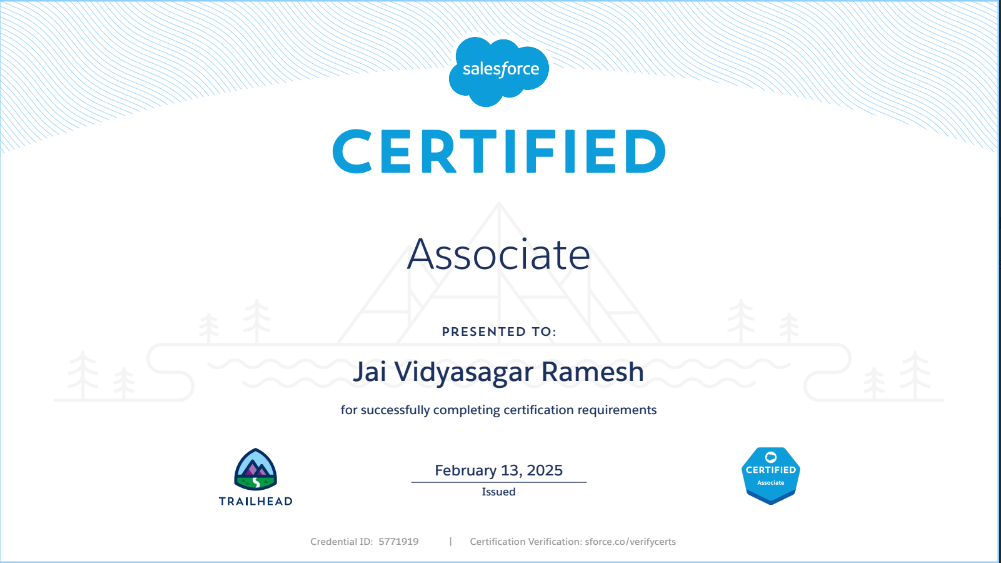 salesforce
CERTIFIED
Associate
PRESENTED TO:
Jai Vidyasagar Ramesh
for successfully completing certification requirements
TRAILHEAD
February 13, 2025
Issued
CERTIFIED
Associate
Credential ID: 5771919 | Certification Verification: sforce.co/verifycerts